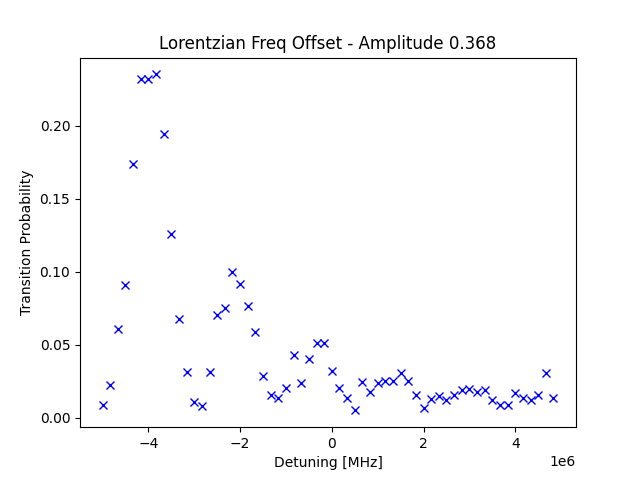 Lorentzian Freq Offset - Amplitude 0.368
Transition Probability
0.20
0.15
0.10
0.05
0.00
−4
−2
0
2
4
1e6
Detuning [MHz]